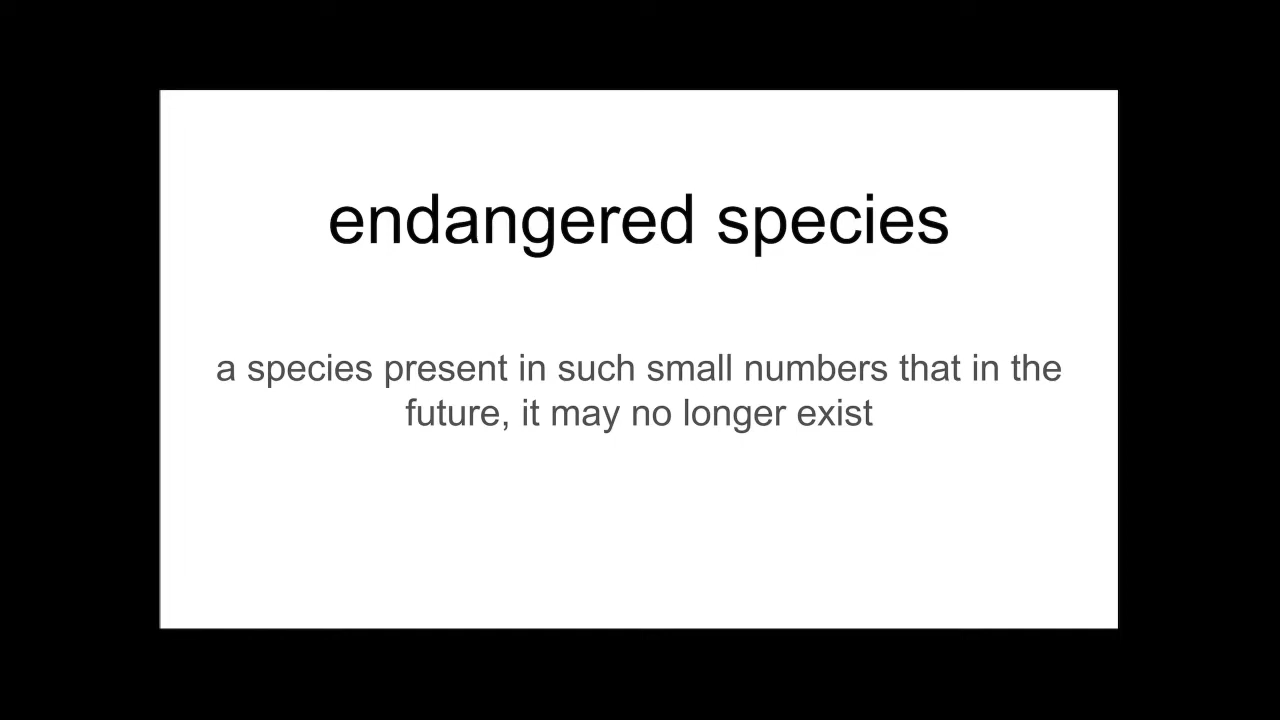 endangered species
a species present in such small numbers that in the
future, it may no longer exist